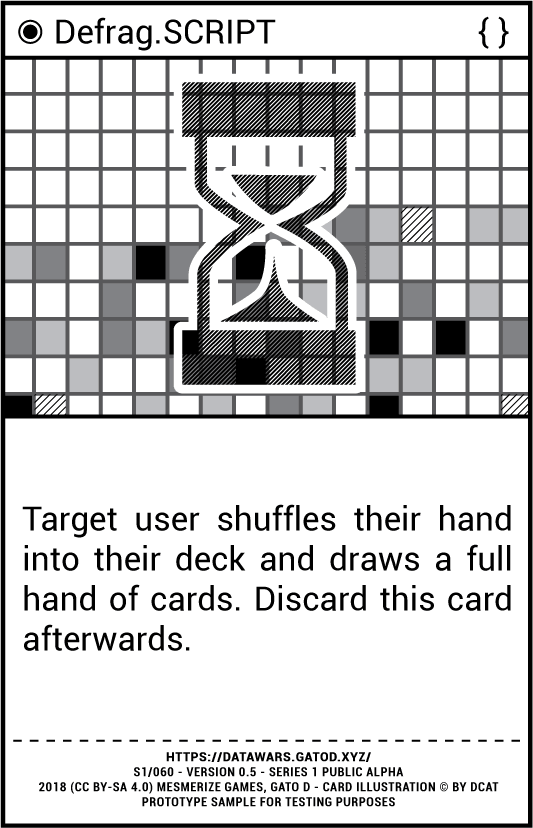 Defrag.SCRIPT { }
Target user shuffles their hand
into their deck and draws a full
hand of cards. Discard this card
afterwards.
HTTPS://DATAWARS.GATOD.XYZ/
S1/060 - VERSION 0.5 - SERIES 1 PUBLIC ALPHA
2018 (CC BY-SA 4.0) MESMERIZE GAMES, GATO D - CARD ILLUSTRATION © BY DCAT
PROTOTYPE SAMPLE FOR TESTING PURPOSES